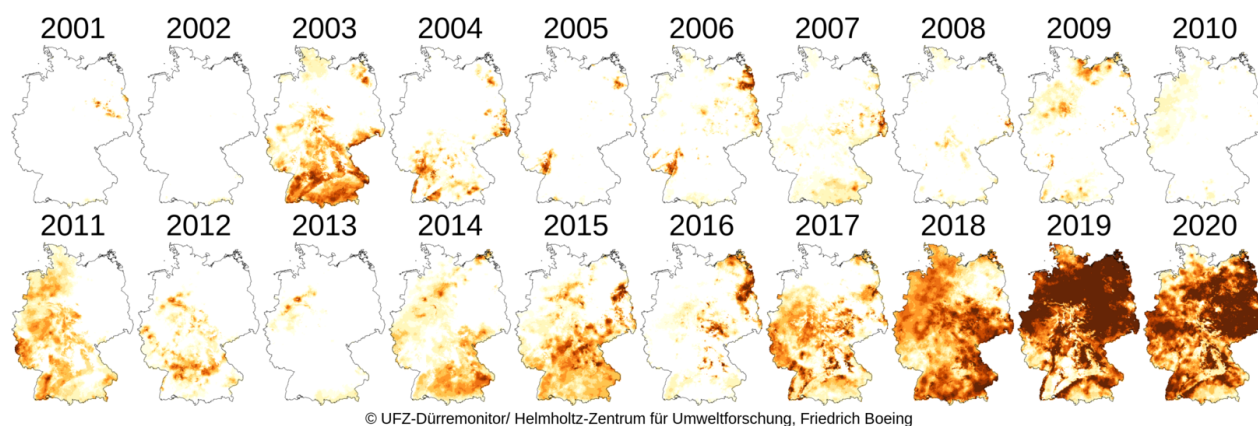 2001 2002 2003 2004 2005 2006 2007 2008 2009 2010
2011 2012 2013 2014 2015 2016 2017 2018 2019 2020
© UFZ-Dürremonitor/ Helmholtz-Zentrum für Umweltforschung, Friedrich Boeing